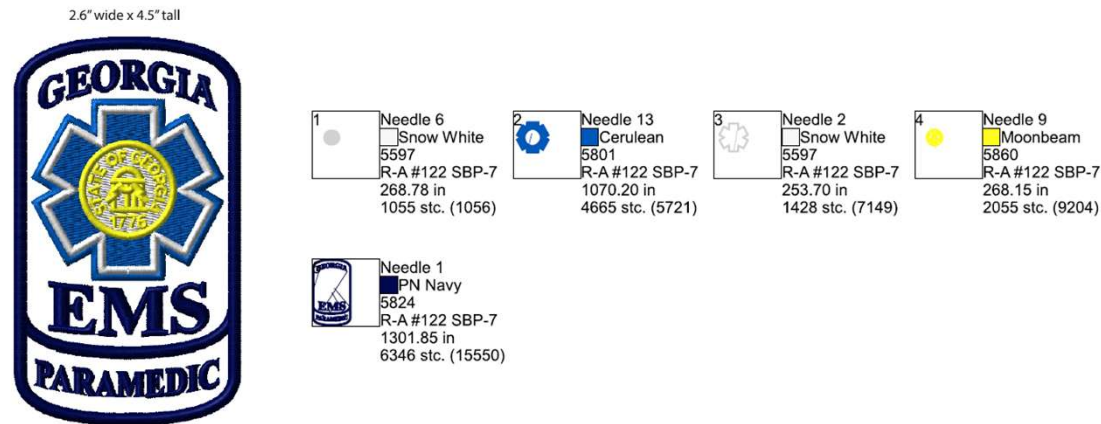 2.6" wide x 4.5" tall
GEORGIA
STATE OF GEORGIA
1776
EMS
PARAMEDIC
1
Needle 6
Snow White
5597
R-A #122 SBP-7
268.78 in
1055 stc. (1056)
2
Needle 13
Cerulean
5801
R-A #122 SBP-7
1070.20 in
4665 stc. (5721)
3
Needle 2
Snow White
5597
R-A #122 SBP-7
253.70 in
1428 stc. (7149)
4
Needle 9
Moonbeam
5860
R-A #122 SBP-7
268.15 in
2055 stc. (9204)
GEORGIA
EMS
PARAMEDIC
Needle 1
PN Navy
5824
R-A #122 SBP-7
1301.85 in
6346 stc. (15550)